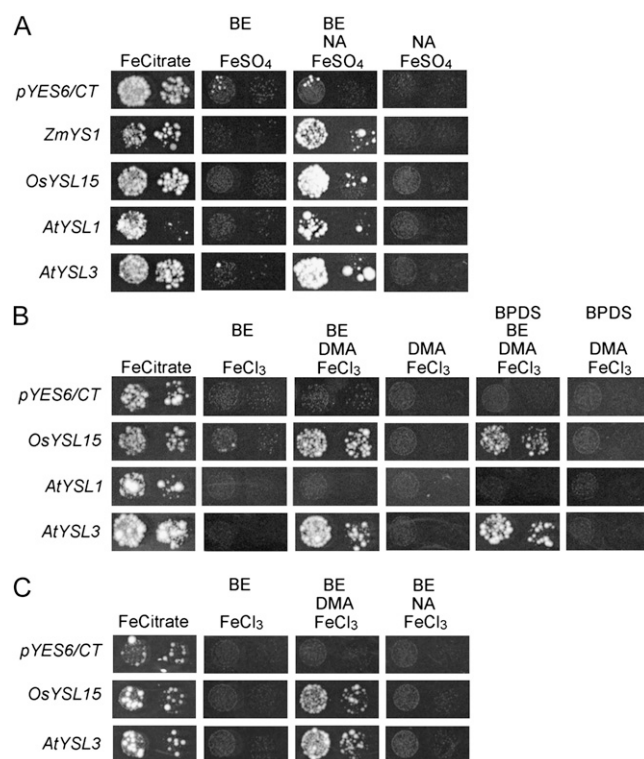 A
BE BE
NA NA
FeCitrate FeSO₄ FeSO₄ FeSO₄
pYES6/CT
ZmYS1
OsYSL15
AtYSL1
AtYSL3
B
BPDS BPDS
BE BE BE
DMA DMA DMA DMA
FeCitrate FeCl₃ FeCl₃ FeCl₃ FeCl₃ FeCl₃
pYES6/CT
OsYSL15
AtYSL1
AtYSL3
C
BE BE BE
DMA NA
FeCitrate FeCl₃ FeCl₃ FeCl₃
pYES6/CT
OsYSL15
AtYSL3